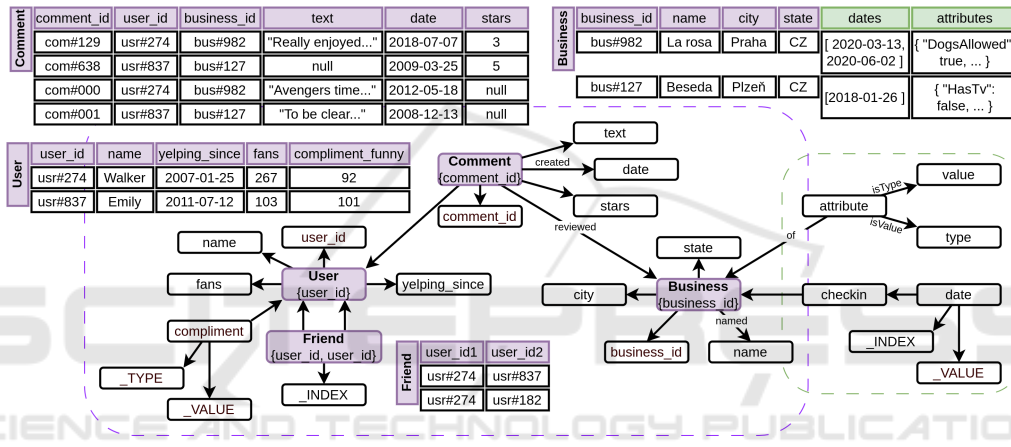 Comment
comment_id user_id business_id text date stars
com#129 usr#274 bus#982 "Really enjoyed..." 2018-07-07 3
com#638 usr#837 bus#127 null 2009-03-25 5
com#000 usr#274 bus#982 "Avengers time..." 2012-05-18 null
com#001 usr#837 bus#127 "To be clear..." 2008-12-13 null
Business
business_id name city state dates attributes
bus#982 La rosa Praha CZ [ 2020-03-13, { "DogsAllowed"
2020-06-02 ] true, ... }
bus#127 Beseda Plzeň CZ [2018-01-26 ] { "HasTv":
false, ... }
User
user_id name yelping_since fans compliment_funny
usr#274 Walker 2007-01-25 267 92
usr#837 Emily 2011-07-12 103 101
Comment
{comment_id}
text
created
date
stars
comment_id
reviewed
name
user_id
fans
User
{user_id}
yelping_since
compliment
Friend
{user_id, user_id}
_TYPE
_VALUE
_INDEX
Friend
user_id1 user_id2
usr#274 usr#837
usr#274 usr#182
state
city
Business
{business_id}
named
business_id
name
value
isType
attribute
isValue
type
of
checkin
date
_INDEX
_VALUE
SCITEPRESS
SCIENCE AND TECHNOLOGY PUBLICATIO